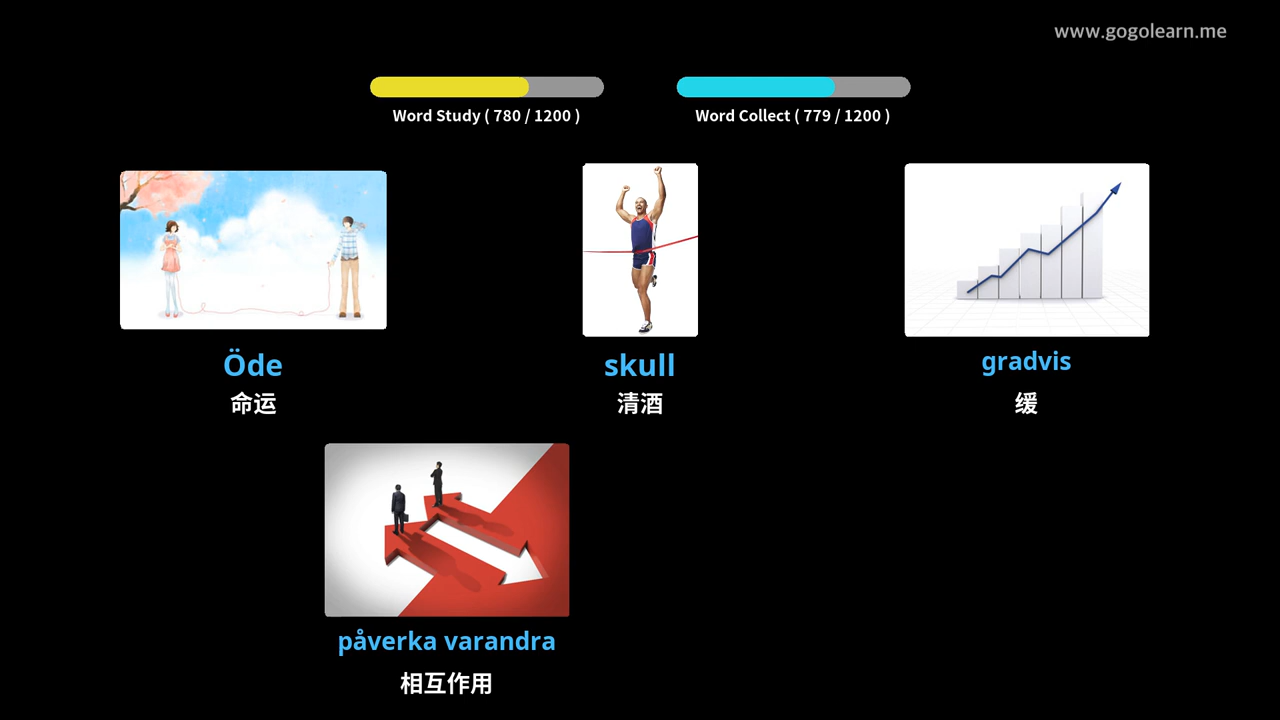 www.gogolearn.me
Word Study ( 780 / 1200 )
Word Collect ( 779 / 1200 )
Öde
skull
gradvis
命运
清酒
缓
påverka varandra
相互作用